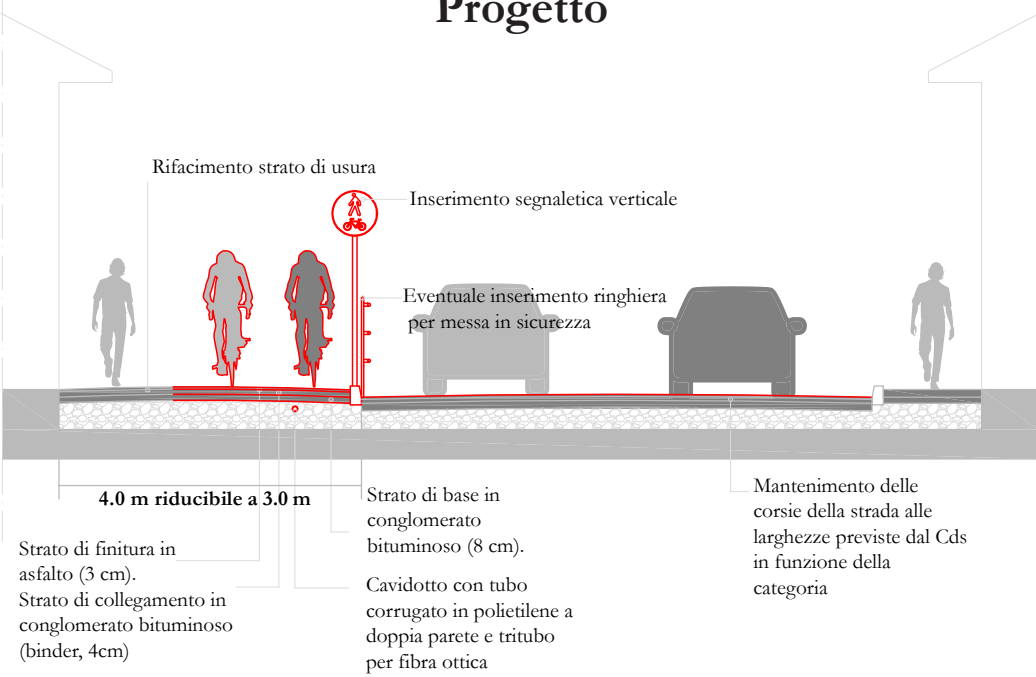 Progetto
Rifacimento strato di usura
Inserimento segnaletica verticale
Eventuale inserimento ringhiera
per messa in sicurezza
4.0 m riducibile a 3.0 m
Strato di finitura in
asfalto (3 cm).
Strato di collegamento in
conglomerato bituminoso
(binder, 4cm)
Strato di base in
conglomerato
bituminoso (8 cm).
Cavidotto con tubo
corrugato in polietilene a
doppia parete e tritubo
per fibra ottica
Mantenimento delle
corsie della strada alle
larghezze previste dal Cds
in funzione della
categoria